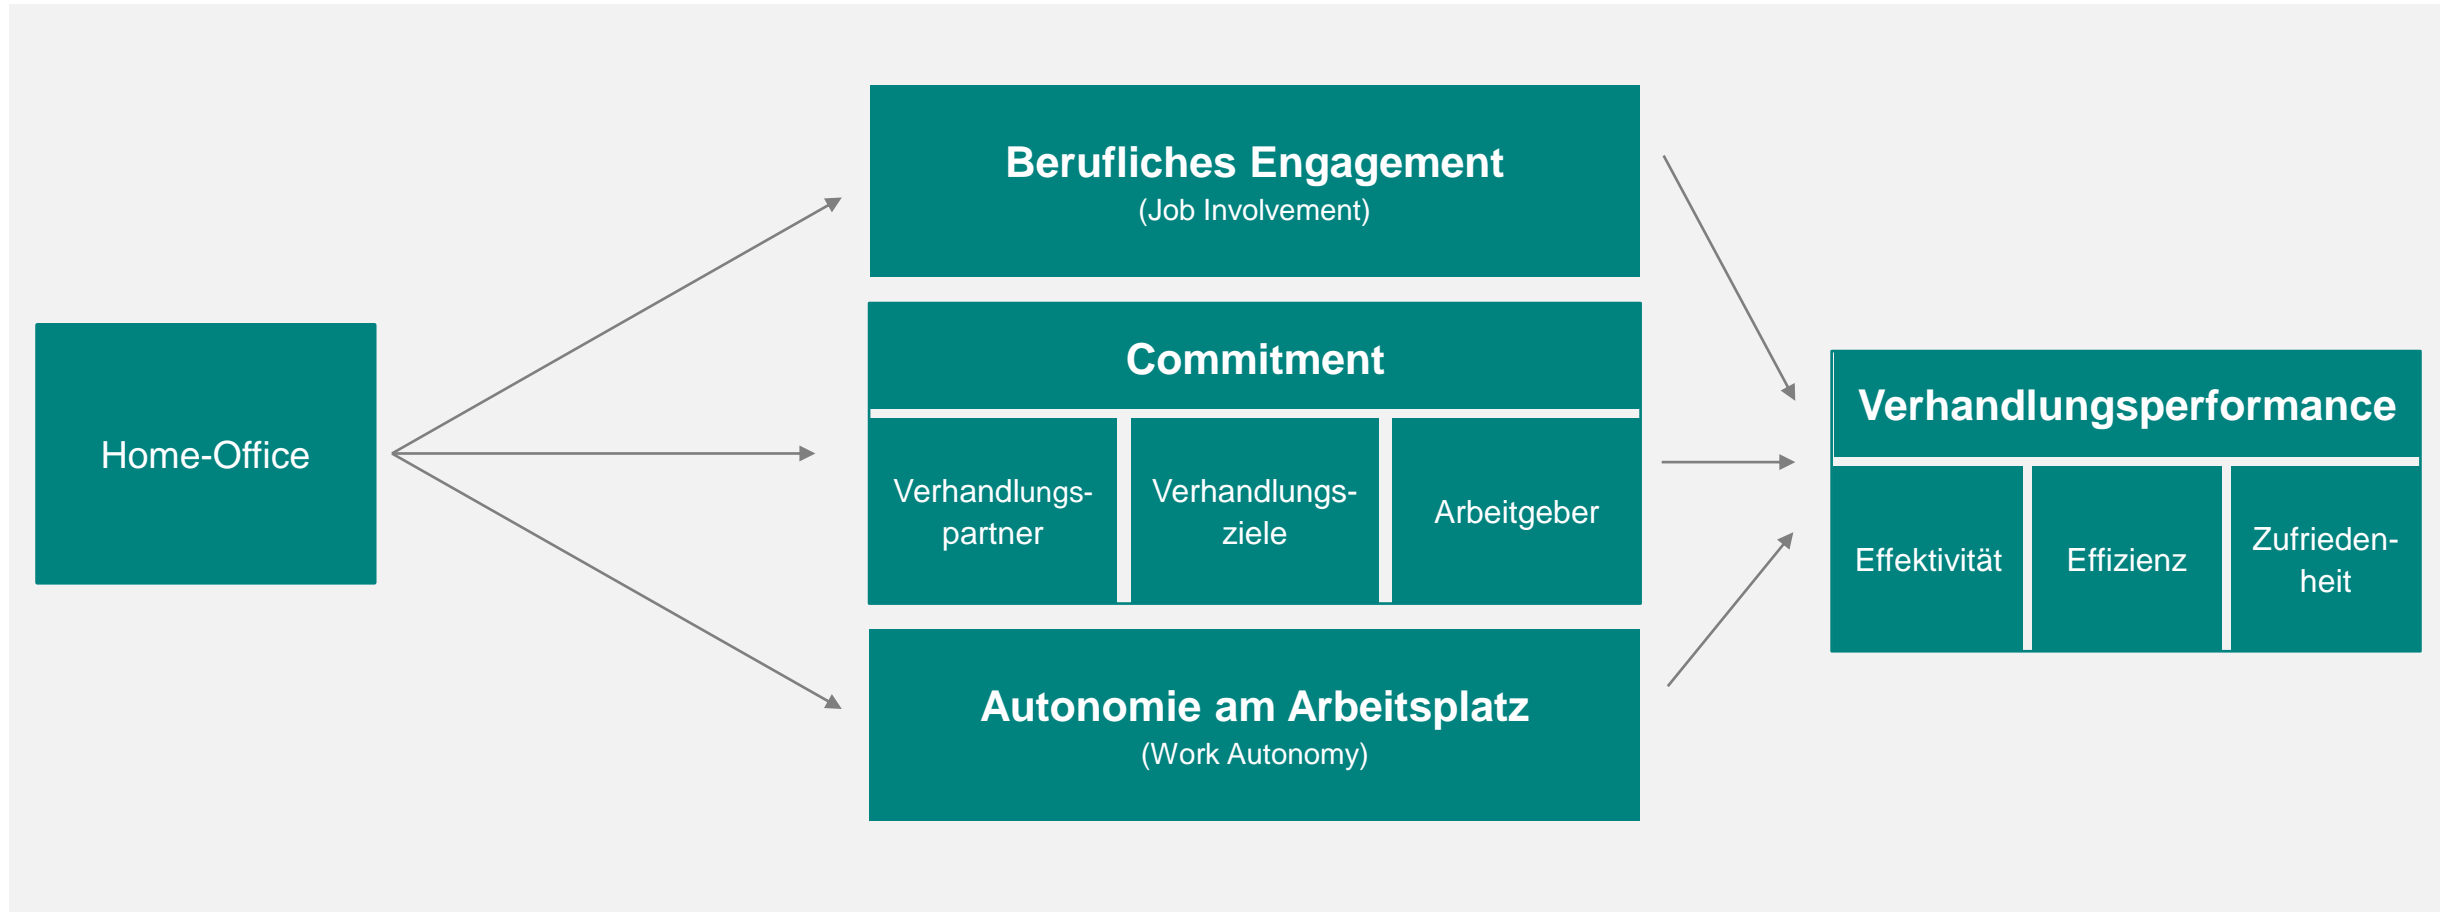 Home-Office
Berufliches Engagement
(Job Involvement)
Commitment
Verhandlungs-
partner
Verhandlungs-
ziele
Arbeitgeber
Autonomie am Arbeitsplatz
(Work Autonomy)
Verhandlungsperformance
Effektivität
Effizienz
Zufrieden-
heit